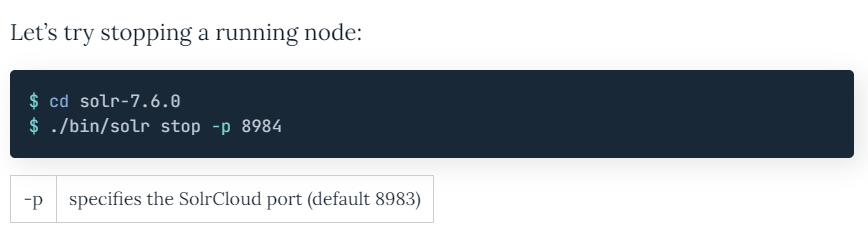 Let’s try stopping a running node:
$ cd solr-7.6.0
$ ./bin/solr stop -p 8984
-p specifies the SolrCloud port (default 8983)